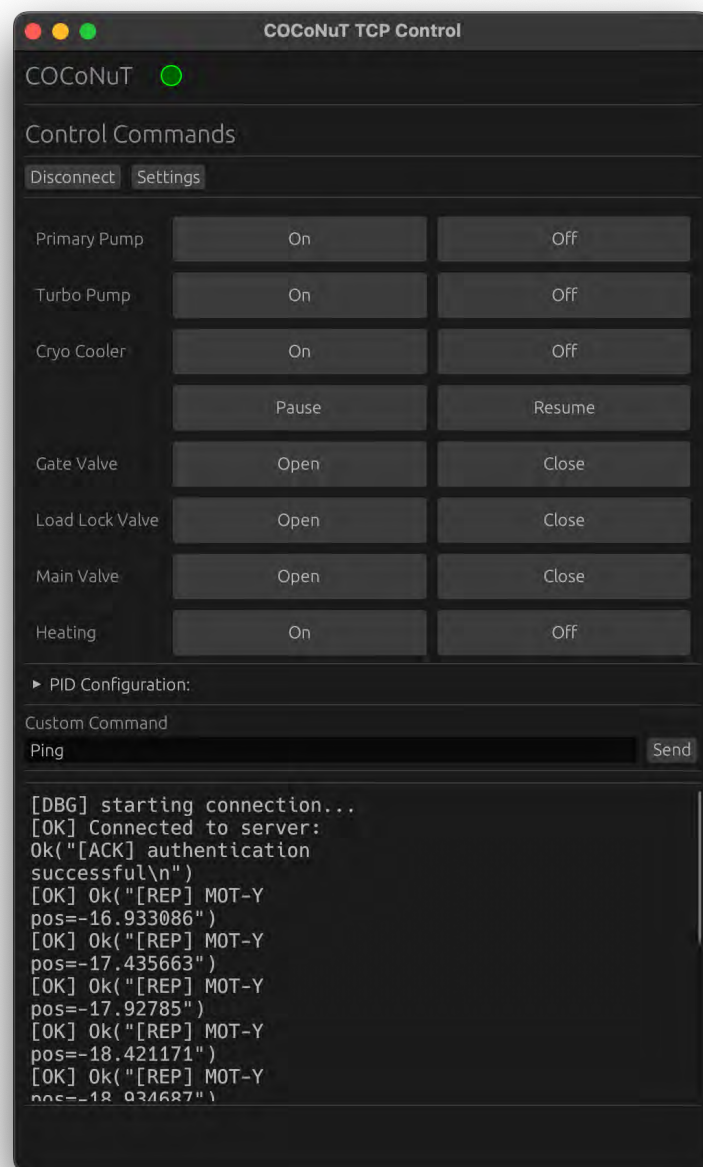 COCoNuT TCP Control
COCoNuT
Control Commands
Disconnect Settings
Primary Pump On Off
Turbo Pump On Off
Cryo Cooler On Off
Pause Resume
Gate Valve Open Close
Load Lock Valve Open Close
Main Valve Open Close
Heating On Off
▸ PID Configuration:
Custom Command
Ping Send
[DBG] starting connection...
[OK] Connected to server:
Ok("[ACK] authentication
successful\n")
[OK] Ok("[REP] MOT-Y
pos=-16.933086")
[OK] Ok("[REP] MOT-Y
pos=-17.435663")
[OK] Ok("[REP] MOT-Y
pos=-17.92785")
[OK] Ok("[REP] MOT-Y
pos=-18.421171")
[OK] Ok("[REP] MOT-Y
pos=-18.934687")